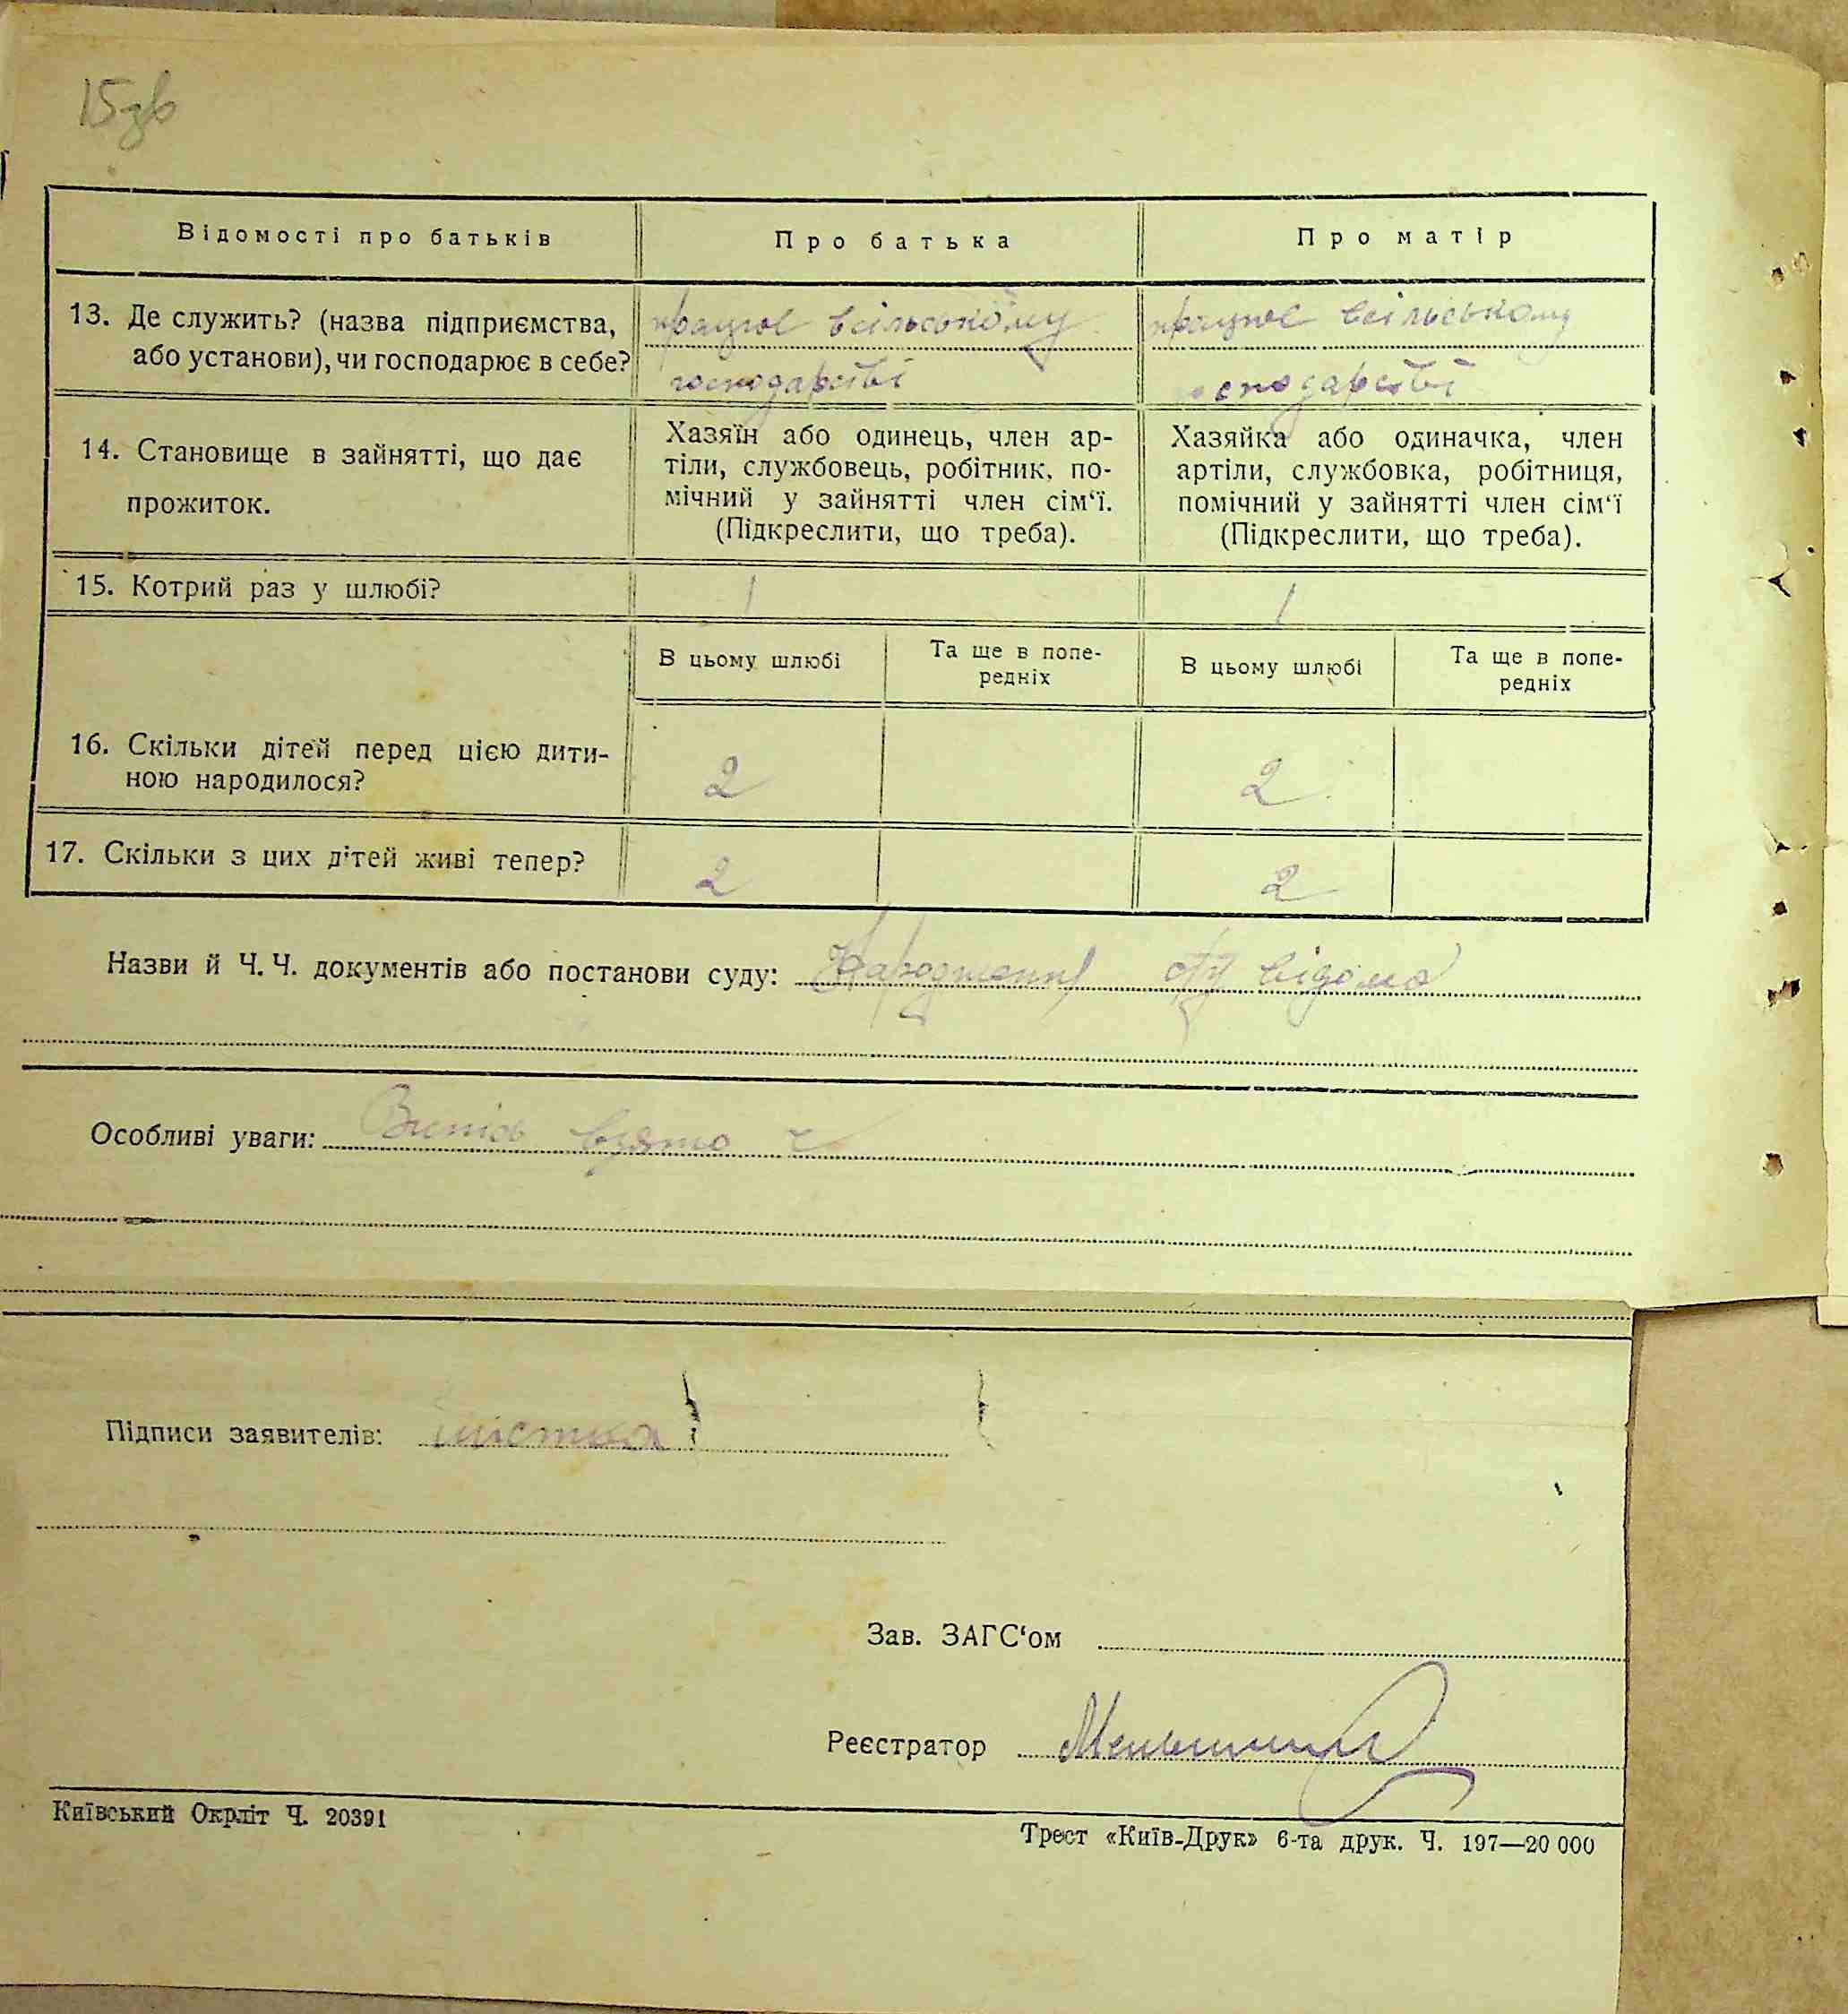 15зв
Відомості про батьків
Про батька
Про матір
13. Де служить? (назва підприємства,
або установи), чи господарює в себе?
працює всільському
господарстві
працює всільському
господарстві
14. Становище в зайнятті, що дає
прожиток.
Хазяїн або одинець, член ар-
тіли, службовець, робітник, по-
мічний у зайнятті член сім‘ї.
(Підкреслити, що треба).
Хазяйка або одиначка, член
артіли, службовка, робітниця,
помічний у зайнятті член сім‘ї
(Підкреслити, що треба).
15. Котрий раз у шлюбі?
1
1
В цьому шлюбі
Та ще в попе-
редніх
В цьому шлюбі
Та ще в попе-
редніх
16. Скільки дітей перед цією дити-
ною народилося?
2
2
17. Скільки з цих дітей живі тепер?
2
2
Назви й Ч. Ч. документів або постанови суду: Народження відомо
Особливі уваги: Випись взято
Підписи заявителів:
Зав. ЗАГС‘ом
Реєстратор
Київський Окрліт Ч. 20391
Трест «Київ-Друк» 6-та друк. Ч. 197—20 000